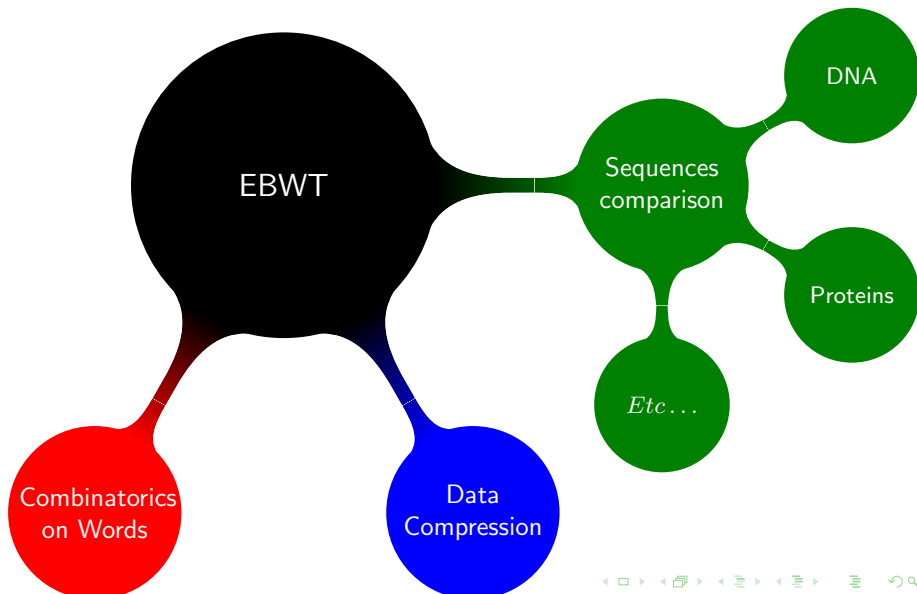 EBWT
Sequences
comparison
DNA
Proteins
Etc...
Combinatorics
on Words
Data
Compression